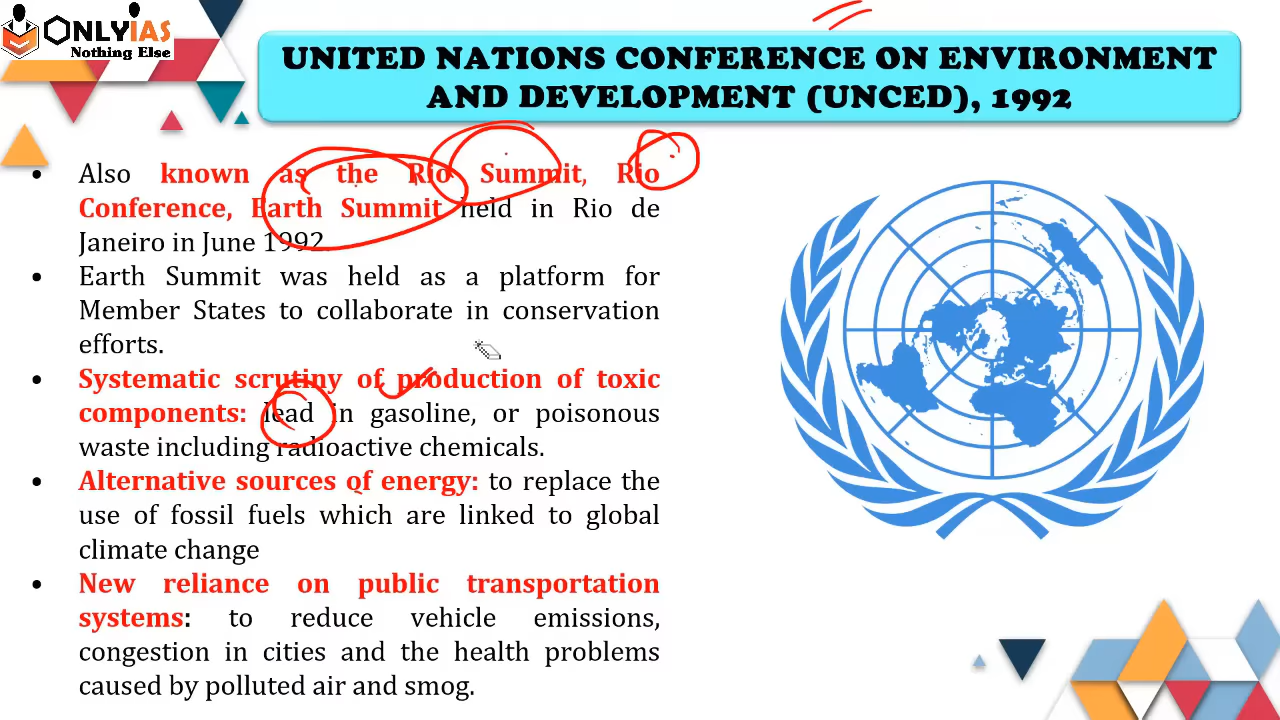 ONLYIAS
Nothing Else
UNITED NATIONS CONFERENCE ON ENVIRONMENT
AND DEVELOPMENT (UNCED), 1992
• Also known as the Rio Summit, Rio
Conference, Earth Summit held in Rio de
Janeiro in June 1992.
• Earth Summit was held as a platform for
Member States to collaborate in conservation
efforts.
• Systematic scrutiny of production of toxic
components: lead in gasoline, or poisonous
waste including radioactive chemicals.
• Alternative sources of energy: to replace the
use of fossil fuels which are linked to global
climate change
• New reliance on public transportation
systems: to reduce vehicle emissions,
congestion in cities and the health problems
caused by polluted air and smog.